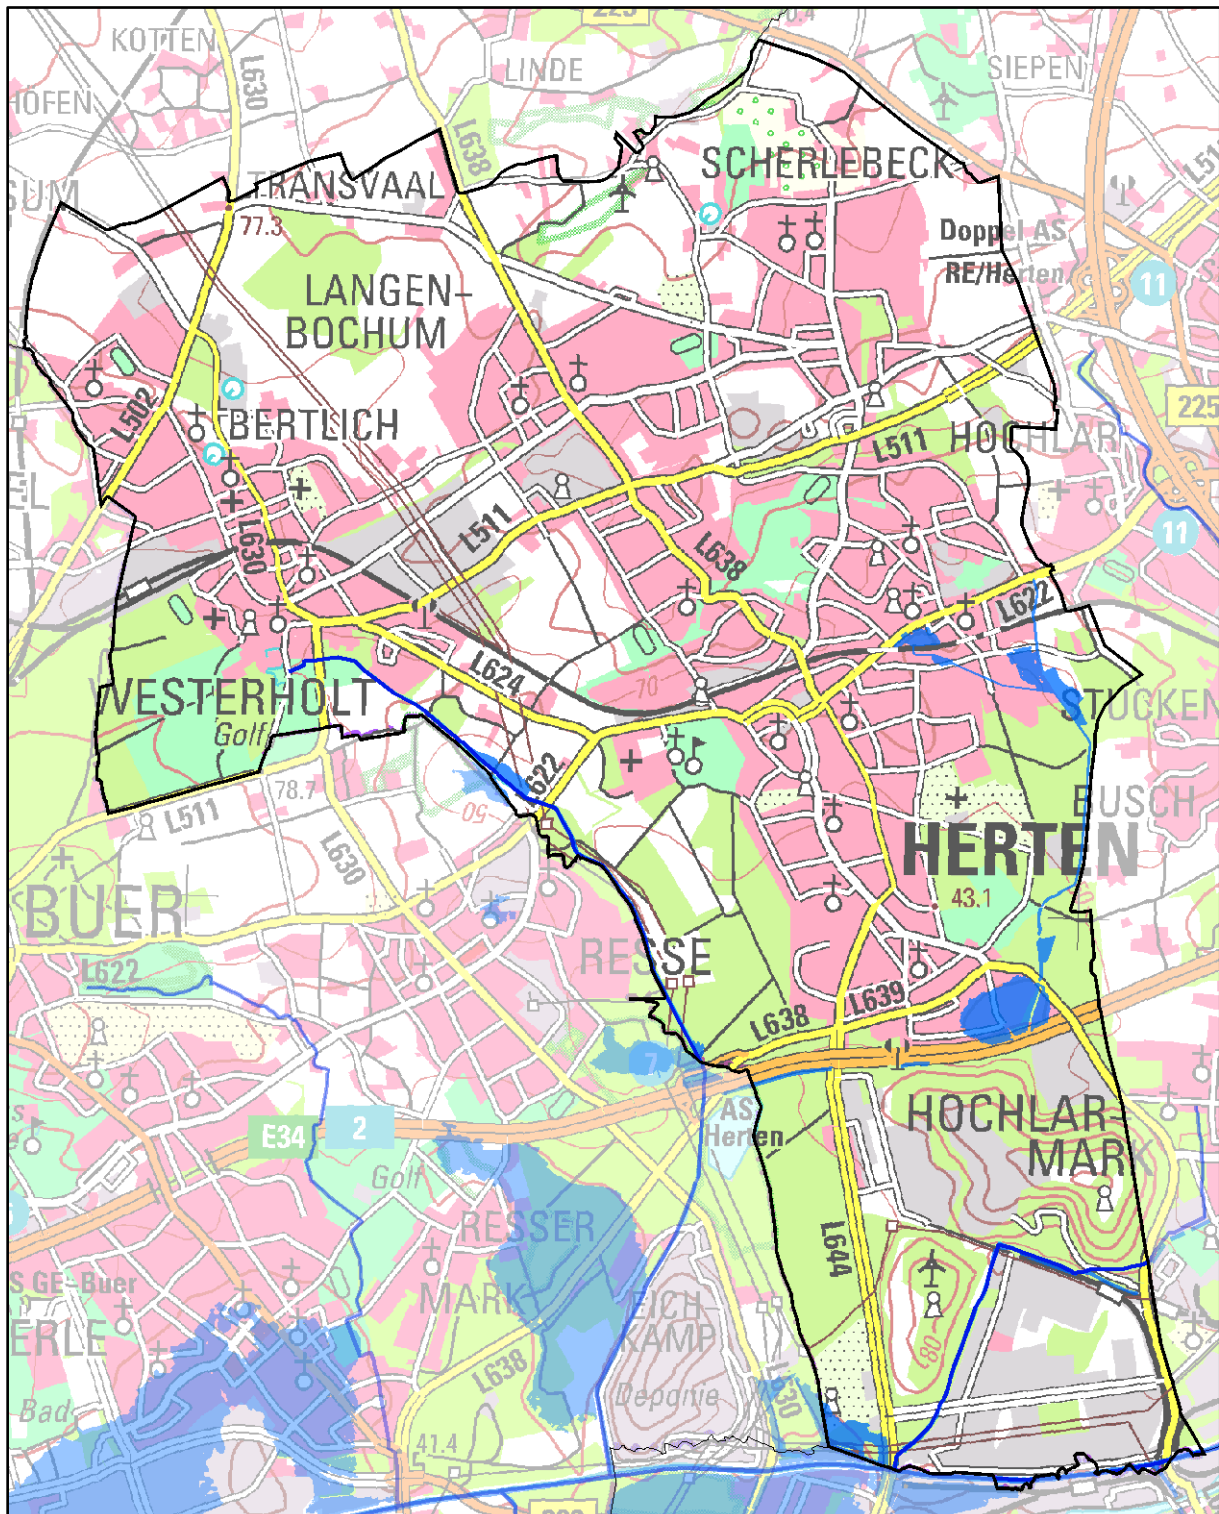 KOTTEN
LINDE
SIEPEN
L630
L638
SCHERLEBECK
TRANSVAAL
77.3
Doppel AS
RE/Herten
11
LANGEN-
BOCHUM
L502
BERTLICH
225
L511
HOCHLAR
L511
L630
L638
11
L622
L624
70
WESTERHOLT
Golf
STUCKEN
78.7
L622
50
BUSCH
L511
L630
HERTEN
BUER
43.1
RESSE
L622
L639
L638
7
AS
Herten
HOCHLAR-
MARK
E34
2
Golf
RESSER
MARK
L644
S GE-Buer
EICH-
KAMP
80
L638
Deponie
L630
Bad
41.4